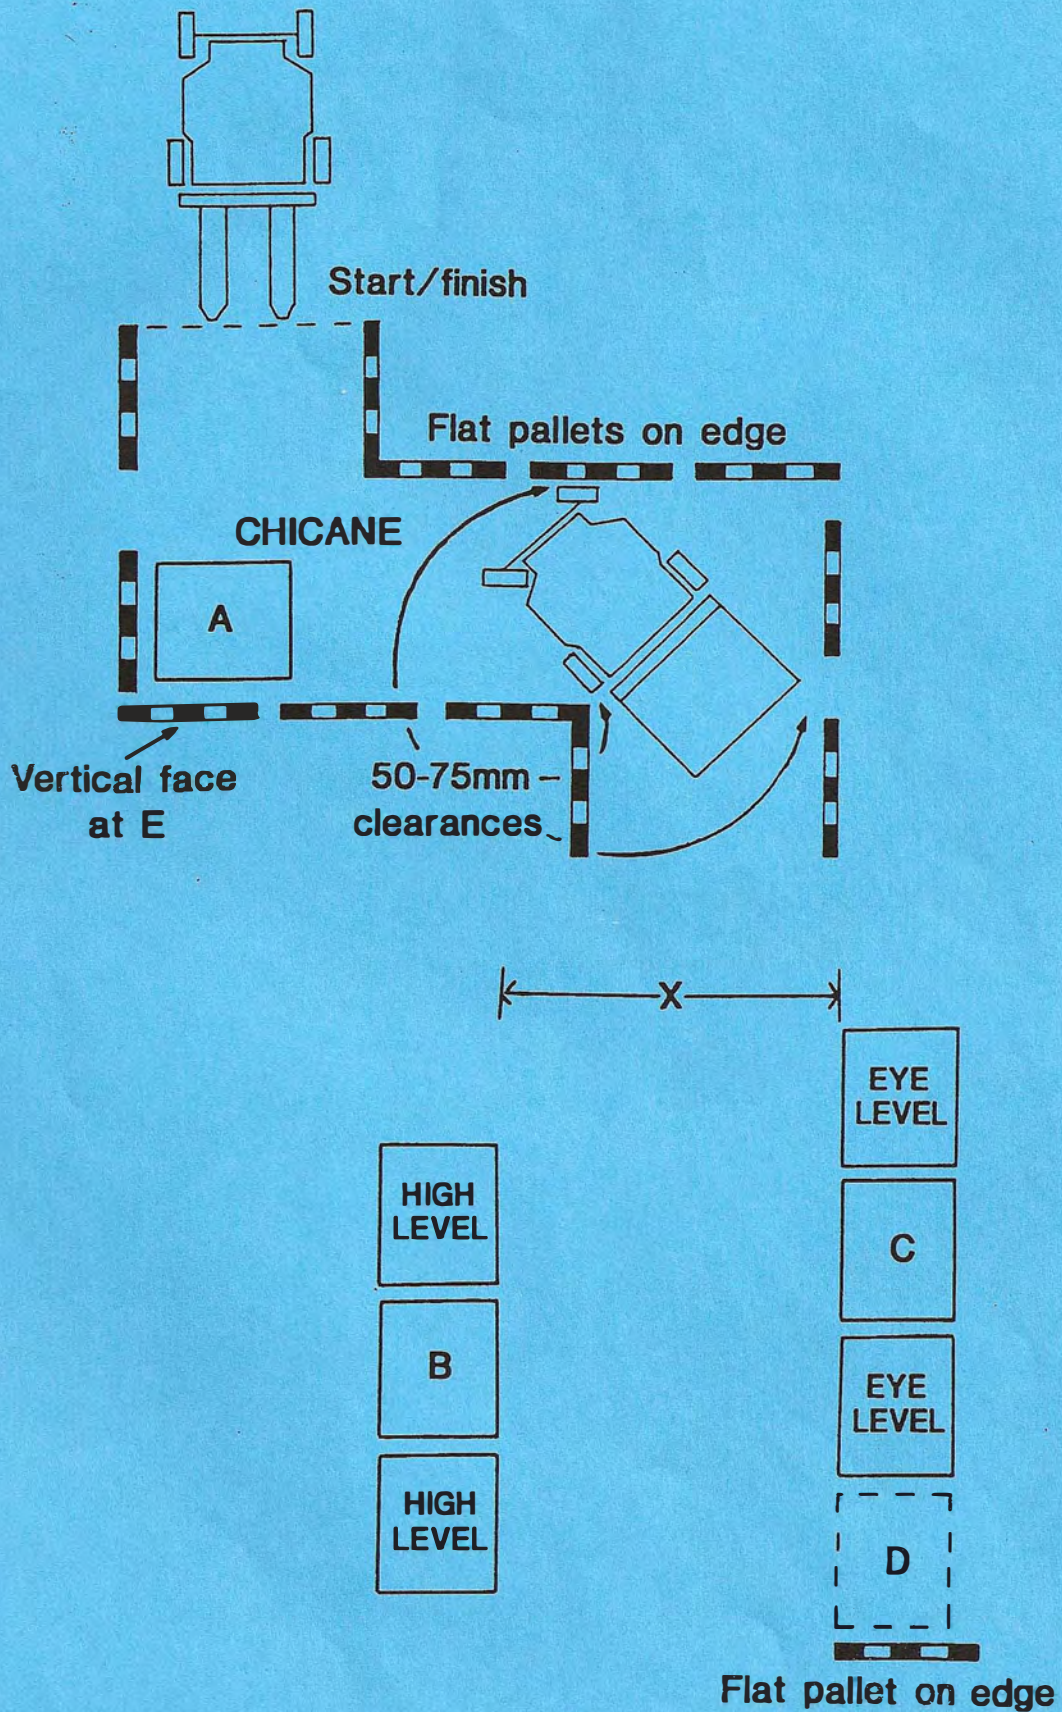 Start/finish
Flat pallets on edge
CHICANE
A
Vertical face
at E
50-75mm
clearances
X
EYE
LEVEL
HIGH
LEVEL
C
B
EYE
LEVEL
HIGH
LEVEL
D
Flat pallet on edge